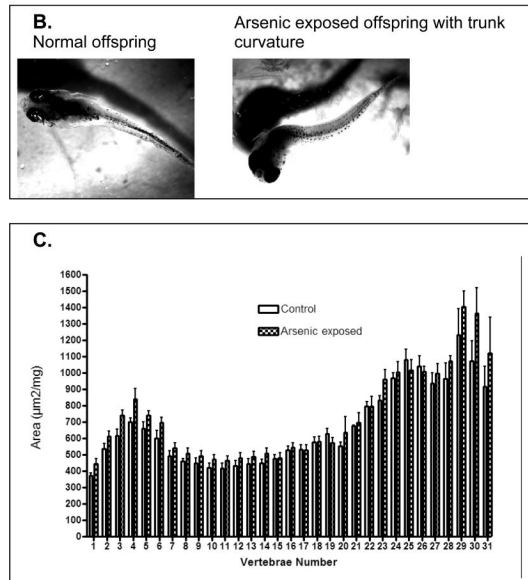 B.
Normal offspring
Arsenic exposed offspring with trunk
curvature
C.
1600
1500
1400
1300
1200
1100
1000
900
800
700
600
500
400
300
200
100
0
Area (µm2/mg)
Control
Arsenic exposed
1 2 3 4 5 6 7 8 9 10 11 12 13 14 15 16 17 18 19 20 21 22 23 24 25 26 27 28 29 30 31
Vertebrae Number